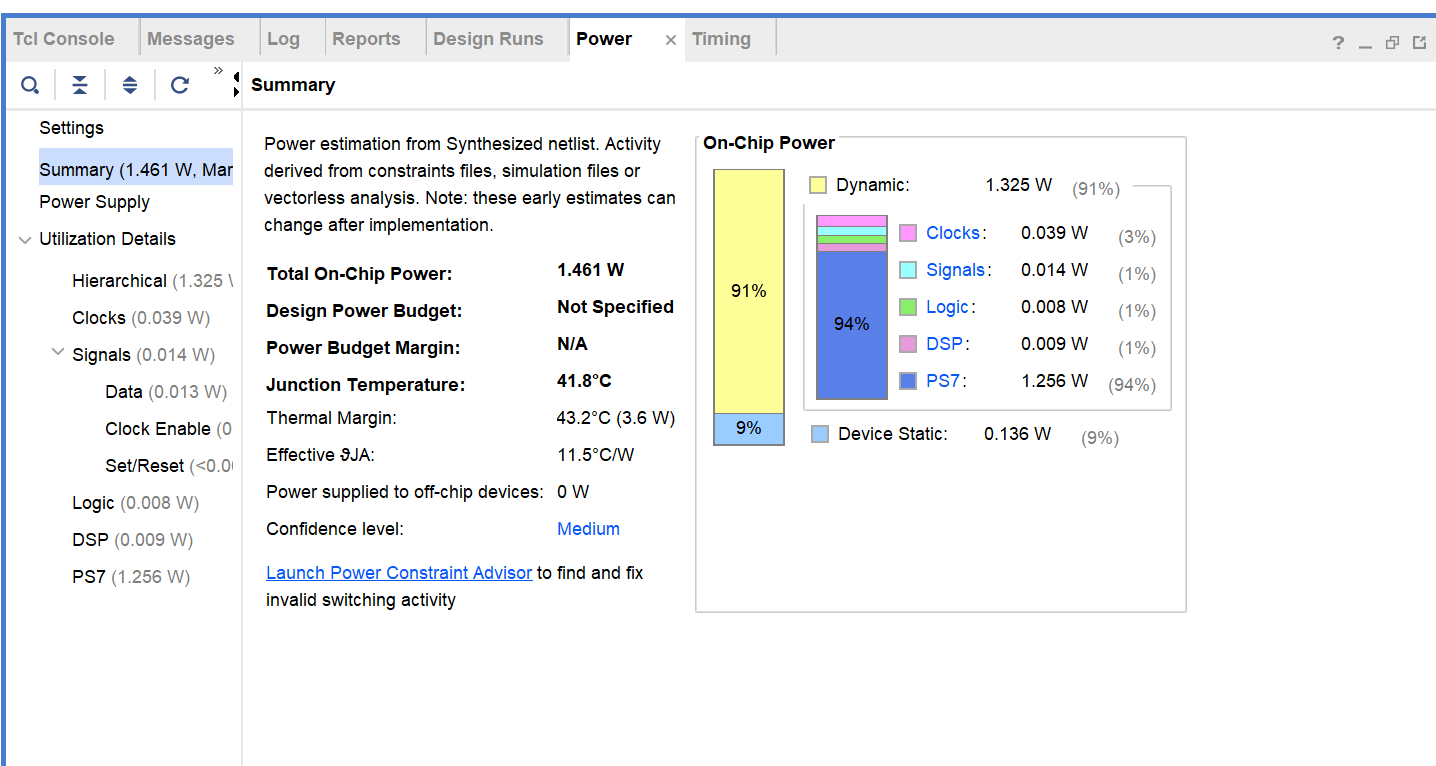 Tcl Console Messages Log Reports Design Runs Power × Timing ?
»
Summary
Settings
Summary (1.461 W, Mar
Power Supply
Utilization Details
Hierarchical (1.325 \
Clocks (0.039 W)
Signals (0.014 W)
Data (0.013 W)
Clock Enable (0
Set/Reset (<0.0
Logic (0.008 W)
DSP (0.009 W)
PS7 (1.256 W)
Power estimation from Synthesized netlist. Activity
derived from constraints files, simulation files or
vectorless analysis. Note: these early estimates can
change after implementation.
Total On-Chip Power: 1.461 W
Design Power Budget: Not Specified
Power Budget Margin: N/A
Junction Temperature: 41.8°C
Thermal Margin: 43.2°C (3.6 W)
Effective ϑJA: 11.5°C/W
Power supplied to off-chip devices: 0 W
Confidence level: Medium
Launch Power Constraint Advisor to find and fix
invalid switching activity
On-Chip Power
91%
9%
Dynamic: 1.325 W (91%)
94%
Clocks: 0.039 W (3%)
Signals: 0.014 W (1%)
Logic: 0.008 W (1%)
DSP: 0.009 W (1%)
PS7: 1.256 W (94%)
Device Static: 0.136 W (9%)